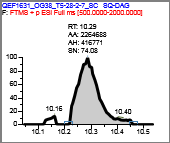 QEF1631_OG38_T5-28-2-7_SC SQ-DAG
F: FTMS + p ESI Full ms [500.0000-2000.0000]
RT: 10.29
AA: 2264688
AH: 416771
SN: 74.08
100
80
60
40
20
0
10.16
10.40
10.1 10.2 10.3 10.4 10.5